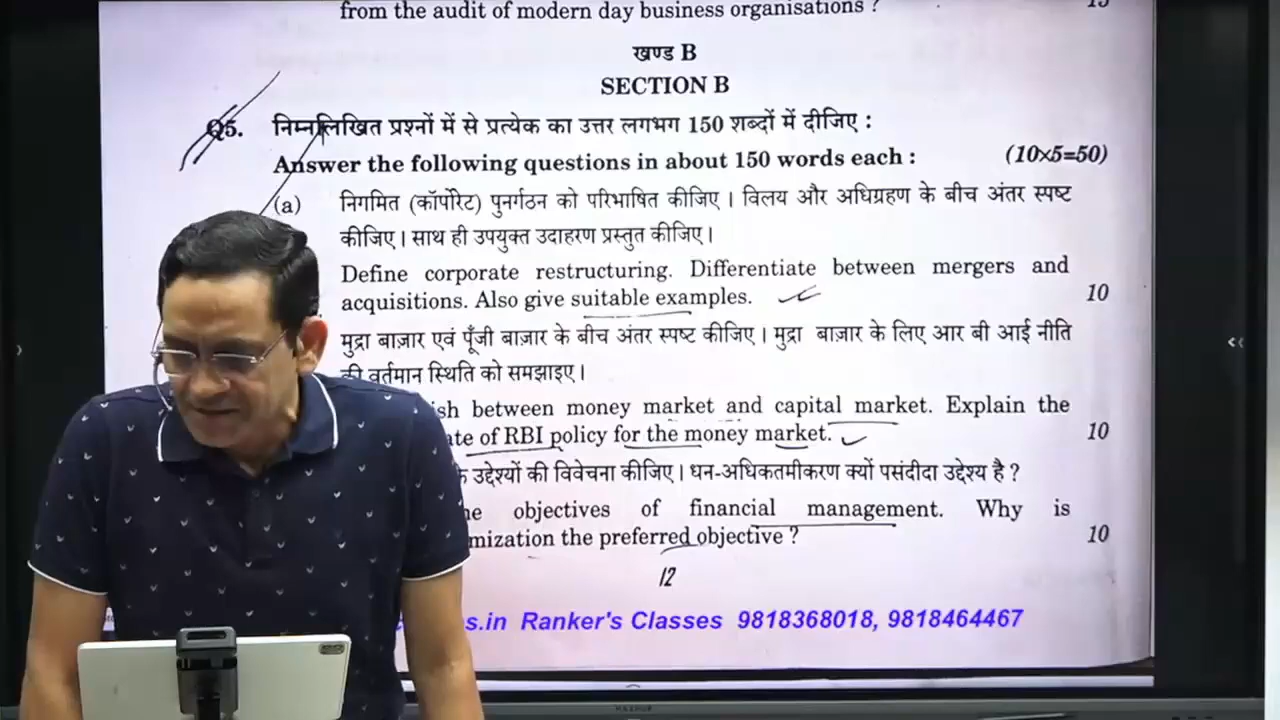 from the audit of modern day business organisations ? 15
खण्ड B
SECTION B
Q5. निम्नलिखित प्रश्नों में से प्रत्येक का उत्तर लगभग 150 शब्दों में दीजिए :
Answer the following questions in about 150 words each : (10×5=50)
(a) निगमित (कॉर्पोरेट) पुनर्गठन को परिभाषित कीजिए । विलय और अधिग्रहण के बीच अंतर स्पष्ट
कीजिए । साथ ही उपयुक्त उदाहरण प्रस्तुत कीजिए ।
Define corporate restructuring. Differentiate between mergers and
acquisitions. Also give suitable examples. 10
मुद्रा बाज़ार एवं पूँजी बाज़ार के बीच अंतर स्पष्ट कीजिए । मुद्रा बाज़ार के लिए आर बी आई नीति
की वर्तमान स्थिति को समझाइए ।
between money market and capital market. Explain the
of RBI policy for the money market. 10
उद्देश्यों की विवेचना कीजिए । धन-अधिकतमीकरण क्यों पसंदीदा उद्देश्य है ?
objectives of financial management. Why is
the preferred objective ? 10
12
s.in Ranker's Classes 9818368018, 9818464467